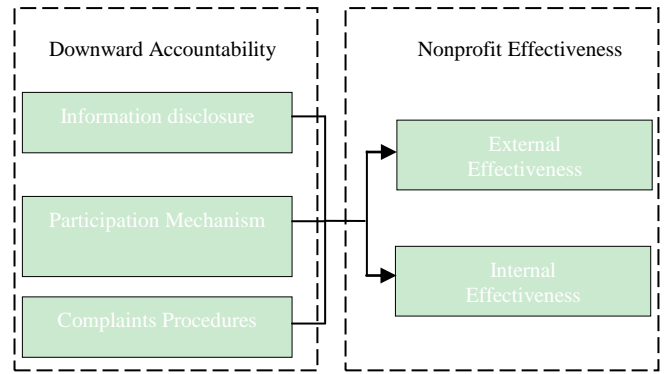 Downward Accountability
Information disclosure
Participation Mechanism
Complaints Procedures
Nonprofit Effectiveness
External
Effectiveness
Internal
Effectiveness